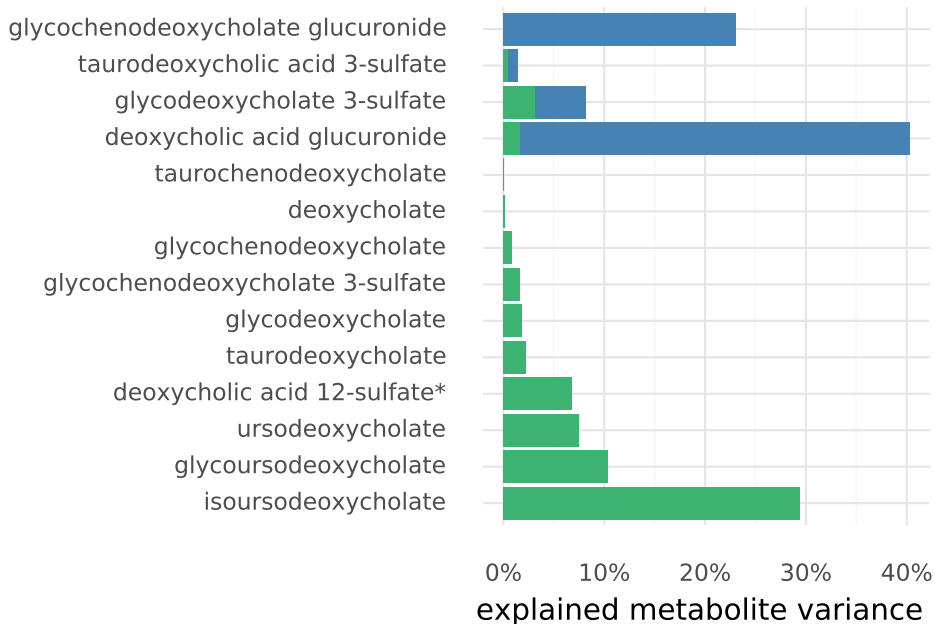 glycochenodeoxycholate glucuronide
taurodeoxycholic acid 3-sulfate
glycodeoxycholate 3-sulfate
deoxycholic acid glucuronide
taurochenodeoxycholate
deoxycholate
glycochenodeoxycholate
glycochenodeoxycholate 3-sulfate
glycodeoxycholate
taurodeoxycholate
deoxycholic acid 12-sulfate*
ursodeoxycholate
glycoursodeoxycholate
isoursodeoxycholate
0% 10% 20% 30% 40%
explained metabolite variance